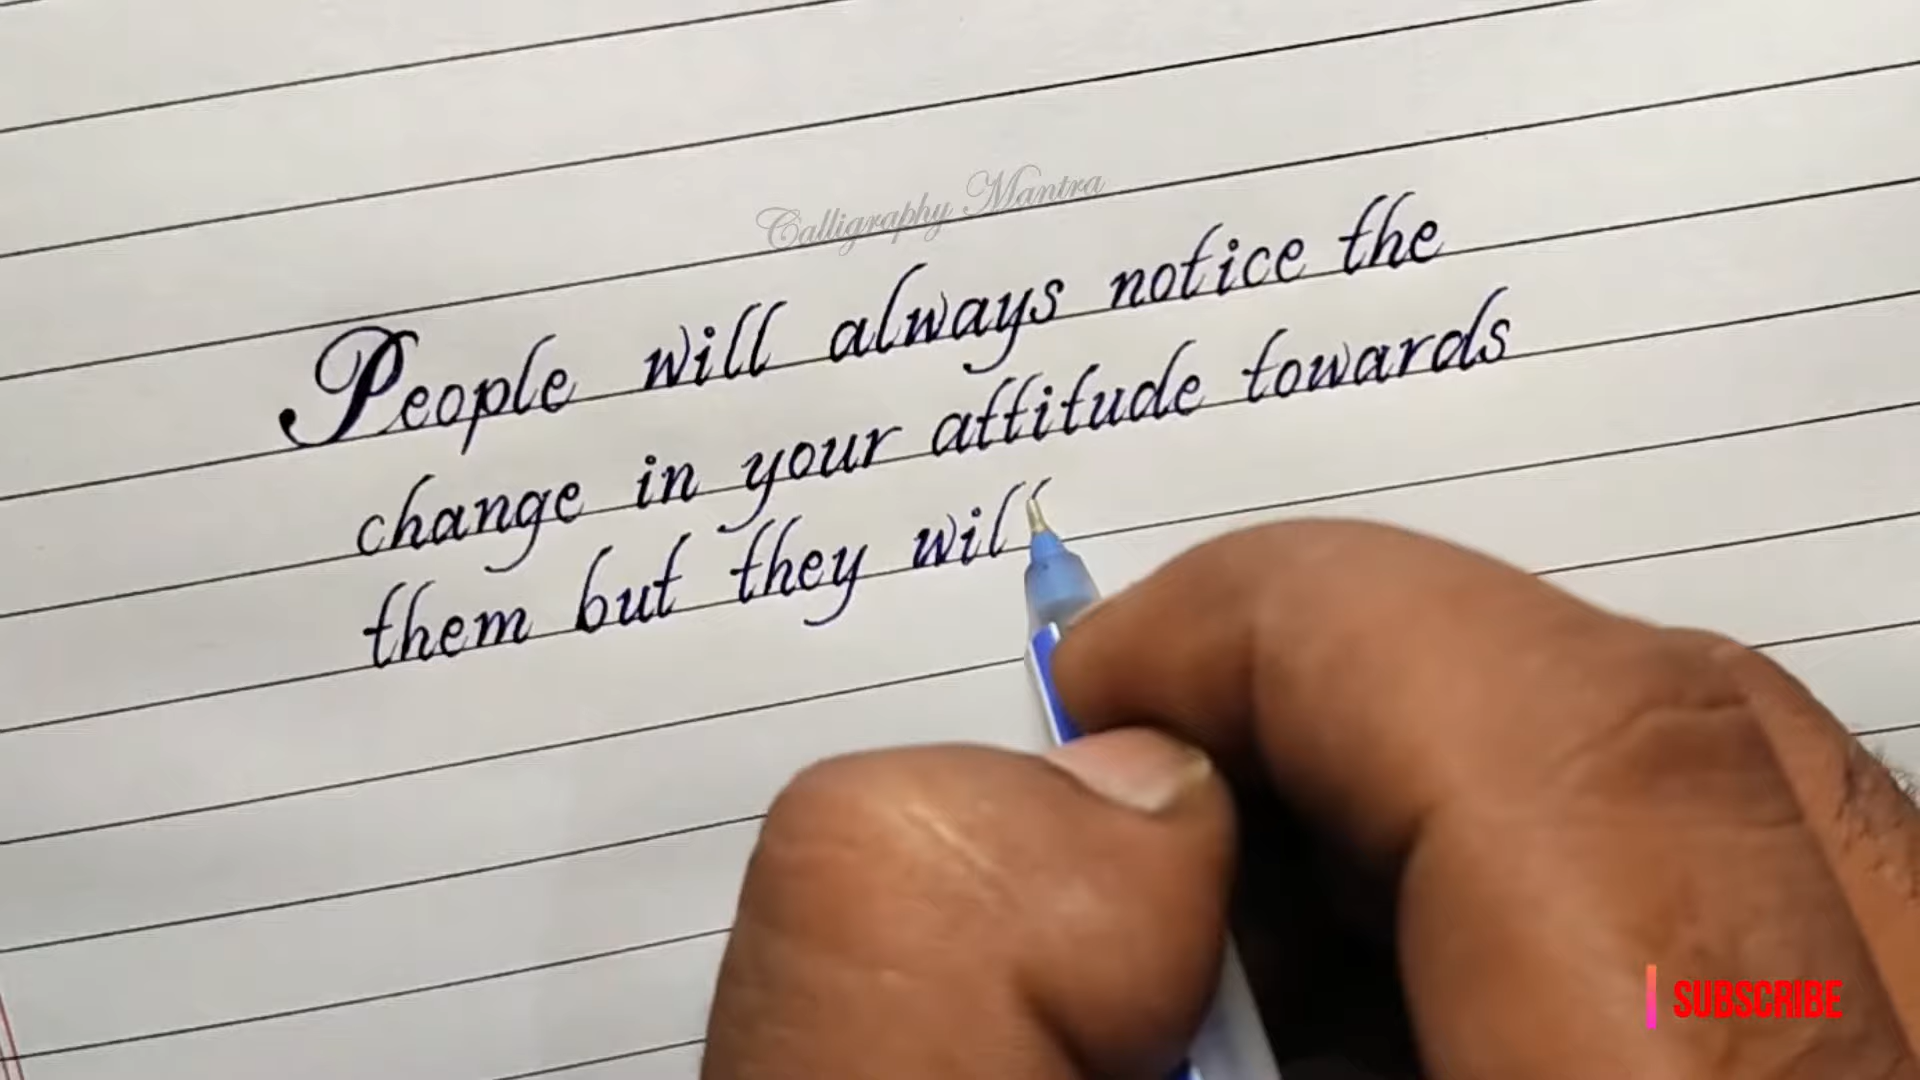 Calligraphy Mantra
People will always notice the
change in your attitude towards
them but they will
SUBSCRIBE